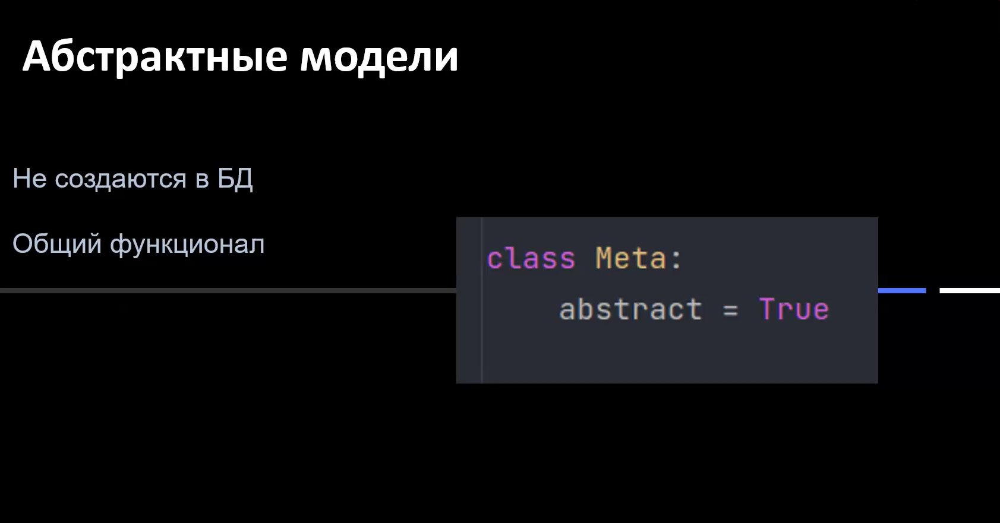 Абстрактные модели
Не создаются в БД
Общий функционал
class Meta:
abstract = True